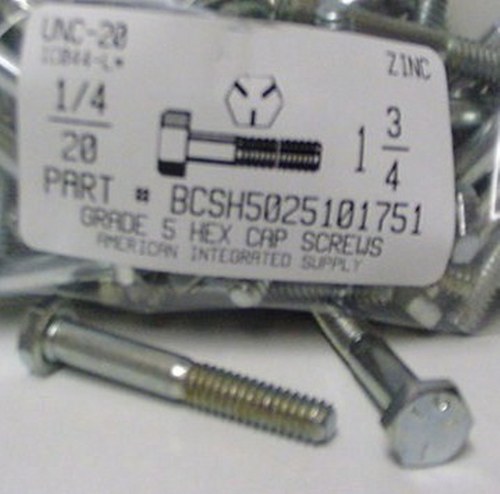 UNC-20
ZINC
1/4
20
1 3/4
PART # BCSH5025101751
GRADE 5 HEX CAP SCREWS
AMERICAN INTEGRATED SUPPLY